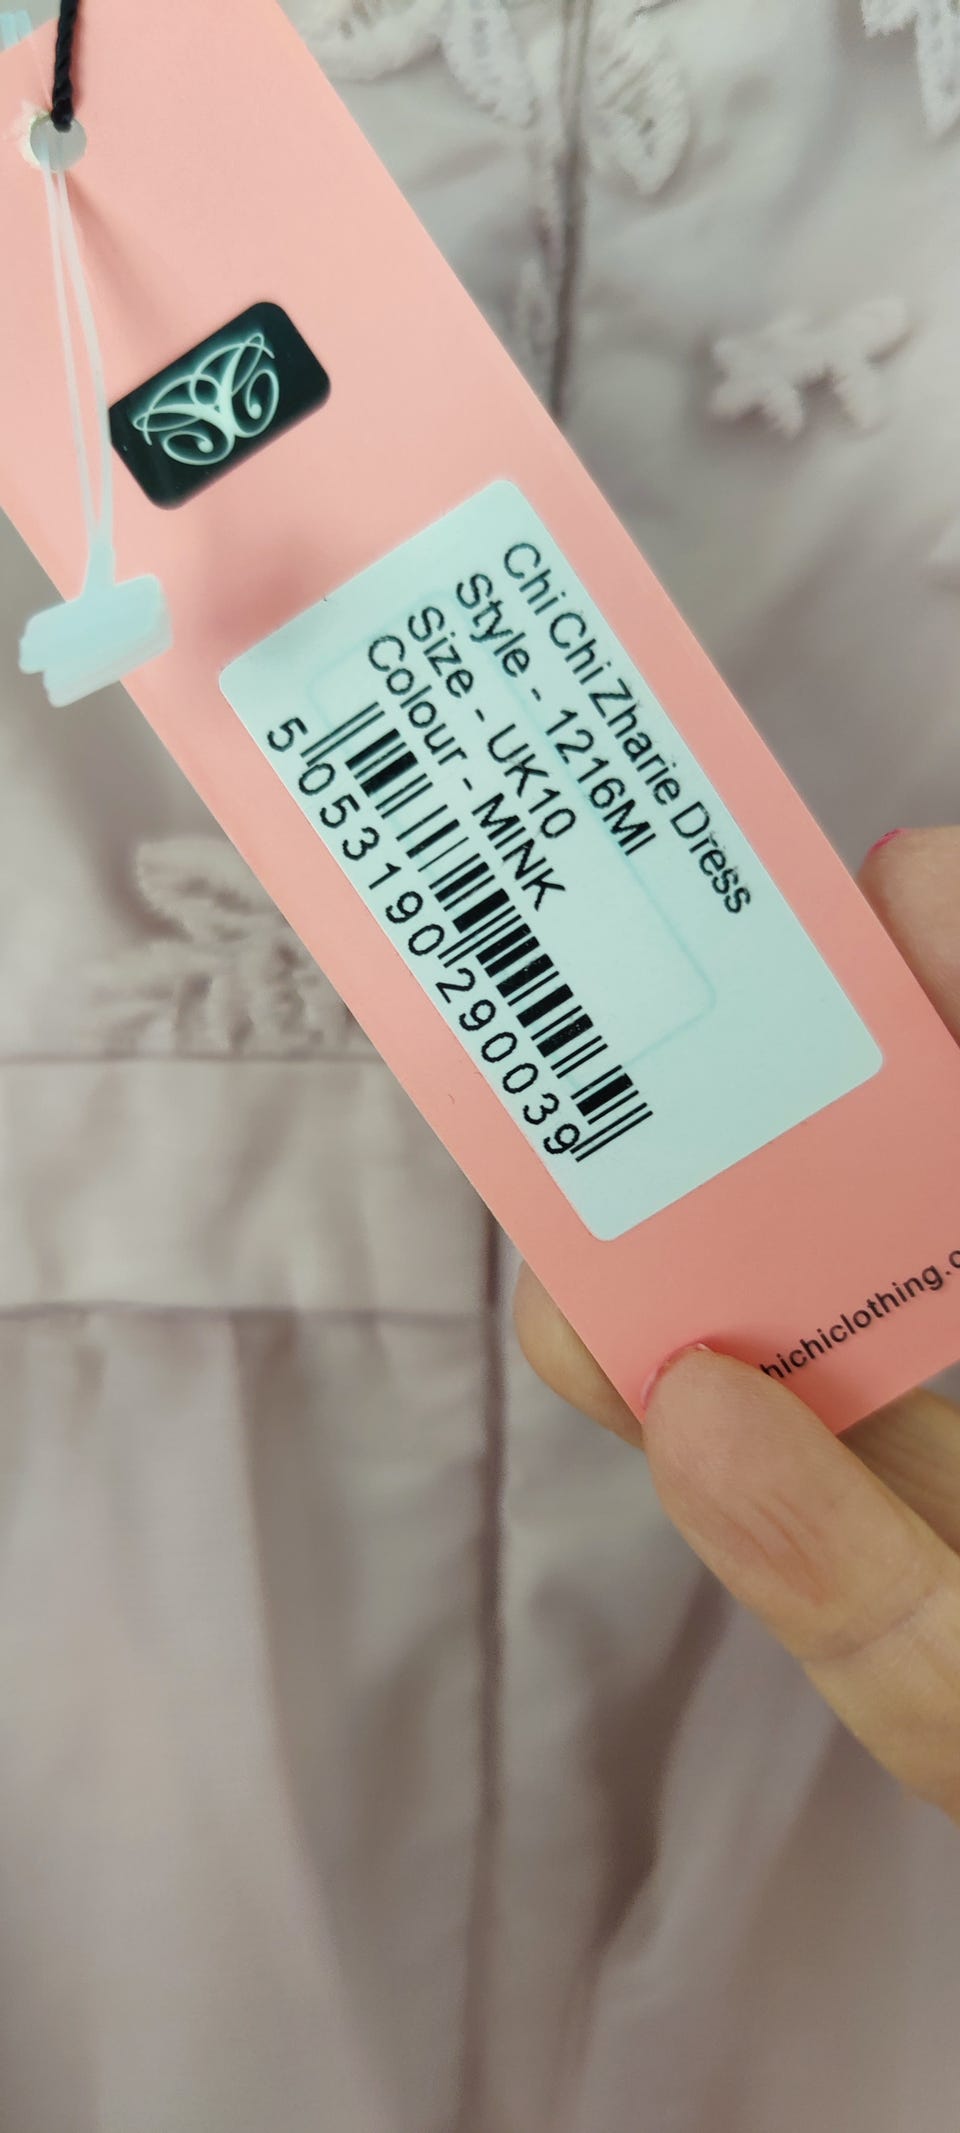 Chi Chi Zharie Dress
Style - 1216MI
Size - UK10
Colour - MINK
5 053190 290039
hichiclothing.c